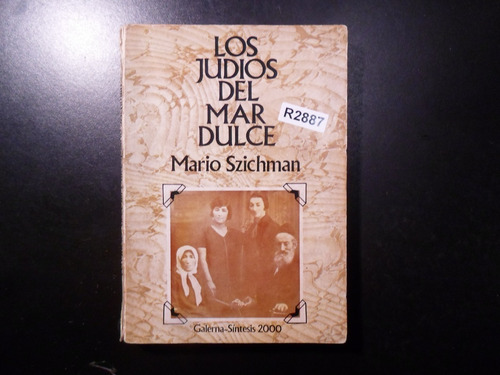 LOS
JUDIOS
DEL
MAR
DULCE
R2887
Mario Szichman
Galerna-Síntesis 2000